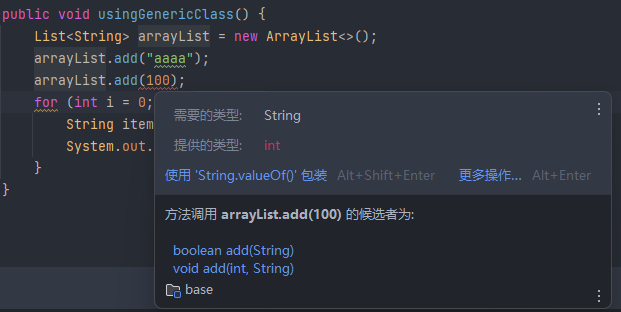 public void usingGenericClass() {
List<String> arrayList = new ArrayList<>();
arrayList.add("aaaa");
arrayList.add(100);
for (int i = 0;
String item
System.out.
}
}
需要的类型: String
提供的类型: int
使用 'String.valueOf()' 包装 Alt+Shift+Enter 更多操作... Alt+Enter
方法调用 arrayList.add(100) 的候选者为:
boolean add(String)
void add(int, String)
base